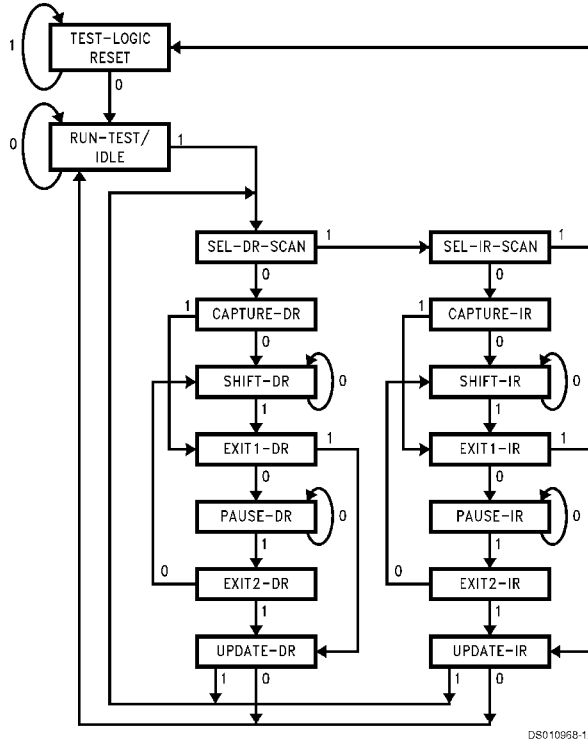 1
TEST-LOGIC
RESET
0
0
RUN-TEST/
IDLE
1
SEL-DR-SCAN
1
SEL-IR-SCAN
1
0
0
1
CAPTURE-DR
1
CAPTURE-IR
0
0
SHIFT-DR
0
SHIFT-IR
0
1
1
EXIT1-DR
1
EXIT1-IR
1
0
0
PAUSE-DR
0
PAUSE-IR
0
1
1
0
EXIT2-DR
0
EXIT2-IR
1
1
UPDATE-DR
UPDATE-IR
1
0
1
0
DS010968-1